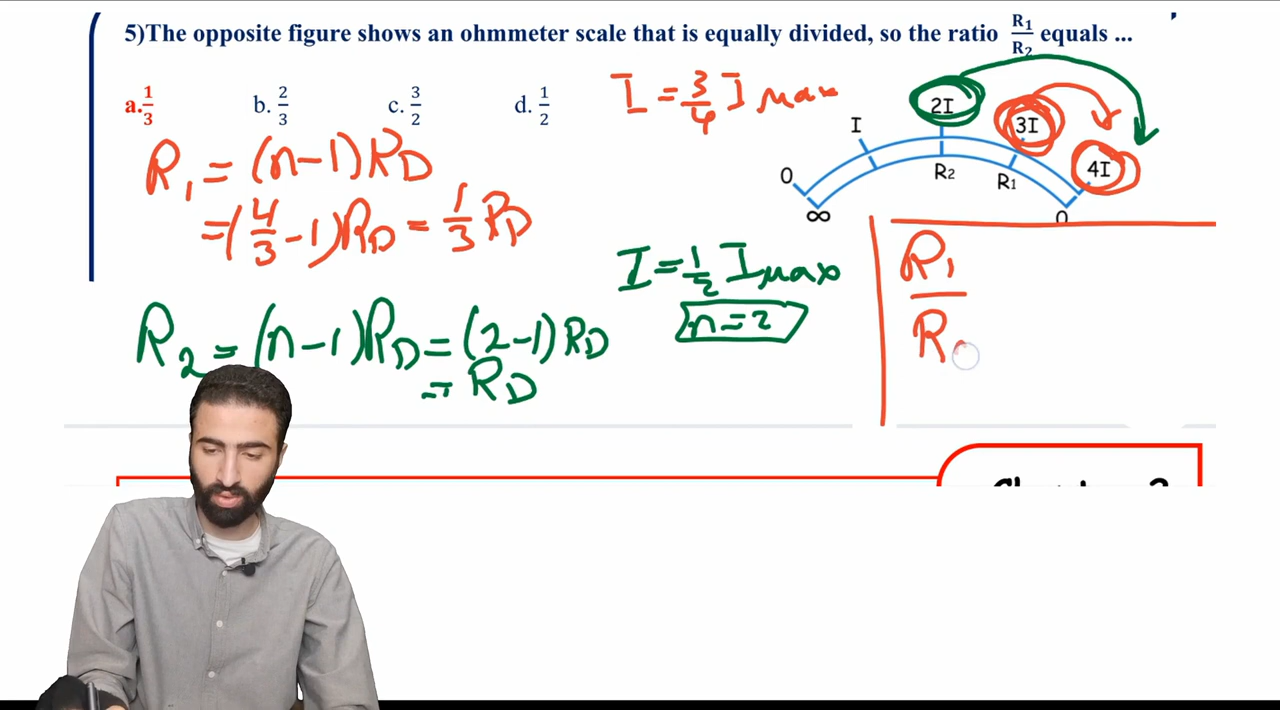 5)The opposite figure shows an ohmmeter scale that is equally divided, so the ratio R₁/R₂ equals ...
a. 1/3 b. 2/3 c. 3/2 d. 1/2
I = 3/4 I max
R₁ = (n-1)RD
=(4/3-1)RD = 1/3 RD
I = 1/2 I max
n=2
R₂ = (n-1)RD = (2-1)RD
= RD
0 I 2I 3I 4I
∞ R₂ R₁ 0
R₁
R